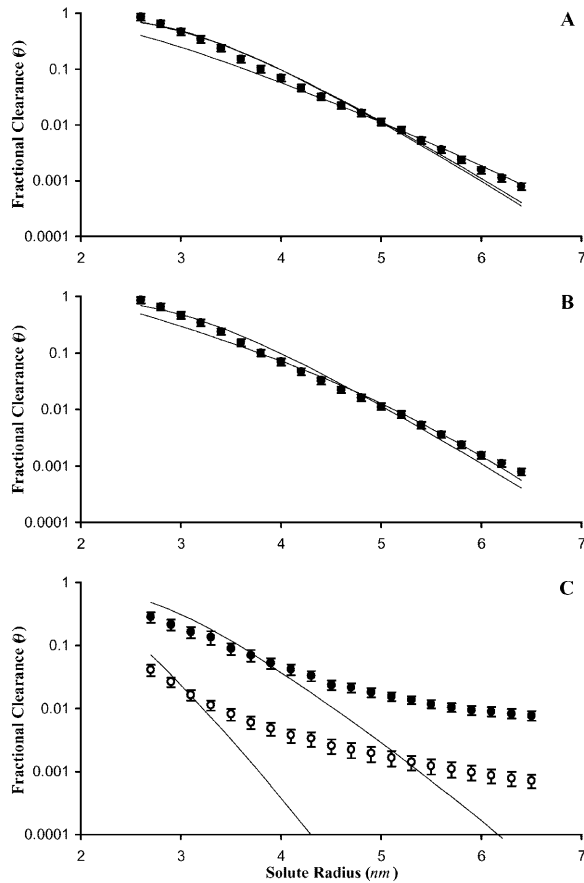 A
Fractional Clearance (θ)
1
0.1
0.01
0.001
0.0001
2 3 4 5 6 7
B
Fractional Clearance (θ)
1
0.1
0.01
0.001
0.0001
2 3 4 5 6 7
C
Fractional Clearance (θ)
1
0.1
0.01
0.001
0.0001
2 3 4 5 6 7
Solute Radius (nm)